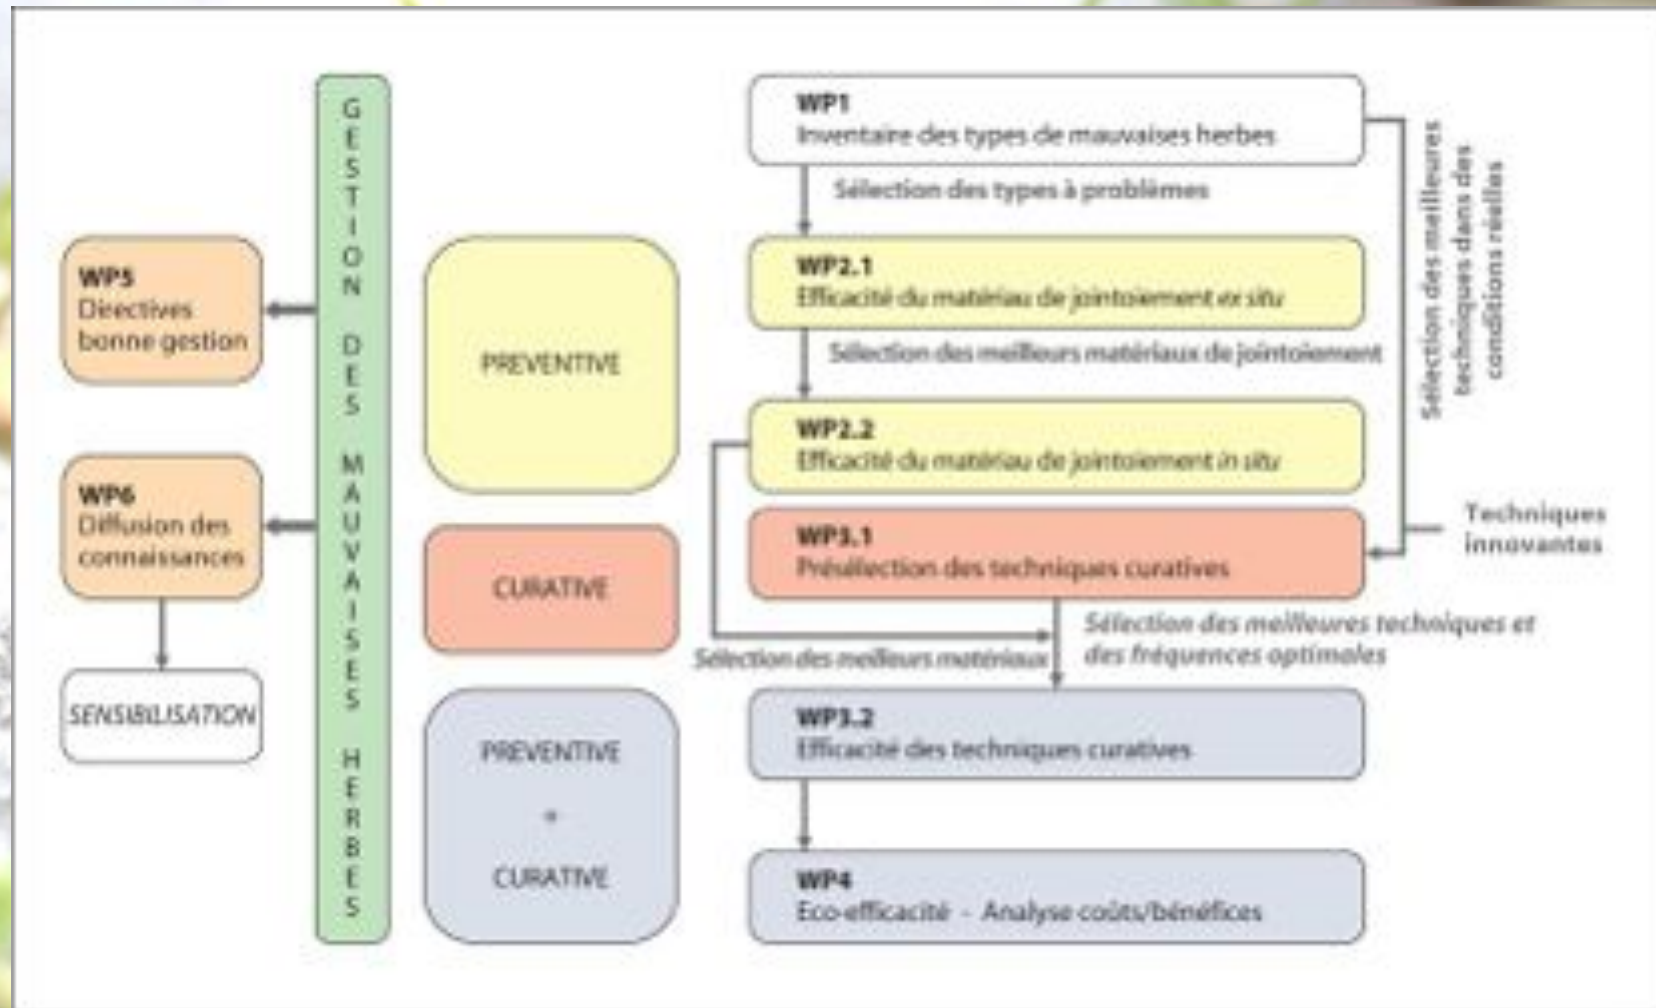 GESTION DES MAUVAISES HERBES
WP5
Directives
bonne gestion
WP6
Diffusion des
connaissances
SENSIBILISATION
PREVENTIVE
CURATIVE
PREVENTIVE
+
CURATIVE
WP1
Inventaire des types de mauvaises herbes
Sélection des types à problèmes
WP2.1
Efficacité du matériau de jointoiement ex situ
Sélection des meilleurs matériaux de jointoiement
WP2.2
Efficacité du matériau de jointoiement in situ
WP3.1
Présélection des techniques curatives
Sélection des meilleures
techniques dans des
conditions réelles
Techniques
innovantes
Sélection des meilleurs matériaux
Sélection des meilleures techniques et
des fréquences optimales
WP3.2
Efficacité des techniques curatives
WP4
Eco-efficacité - Analyse coûts/bénéfices